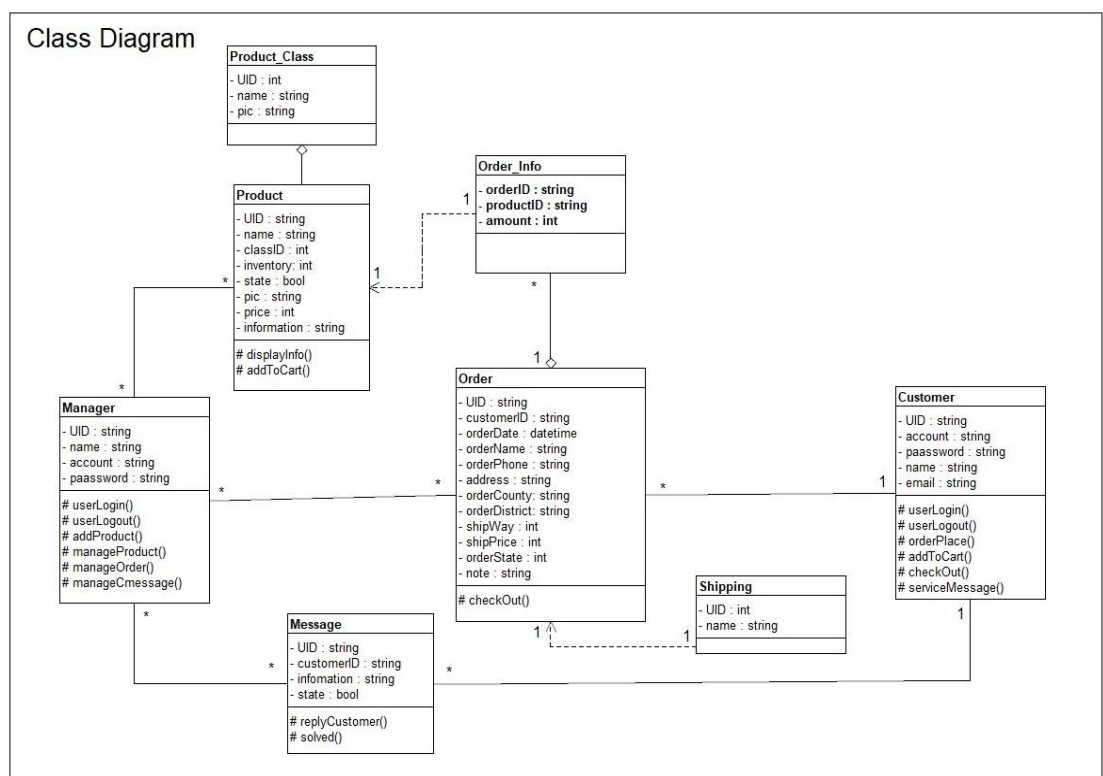 Class Diagram
Product_Class
- UID : int
- name : string
- pic : string
Product
- UID : string
- name : string
- classID : int
- inventory: int
- state : bool
- pic : string
- price : int
- information : string
# displayInfo()
# addToCart()
Order_Info
- orderID : string
- productID : string
- amount : int
1
1
*
*
*
1
Manager
- UID : string
- name : string
- account : string
- paassword : string
# userLogin()
# userLogout()
# addProduct()
# manageProduct()
# manageOrder()
# manageCmessage()
Order
- UID : string
- customerID : string
- orderDate : datetime
- orderName : string
- orderPhone : string
- address : string
- orderCounty: string
- orderDistrict: string
- shipWay : int
- shipPrice : int
- orderState : int
- note : string
# checkOut()
Customer
- UID : string
- account : string
- paassword : string
- name : string
- email : string
# userLogin()
# userLogout()
# orderPlace()
# addToCart()
# checkOut()
# serviceMessage()
*
*
*
1
Shipping
- UID : int
- name : string
1
1
1
*
Message
- UID : string
- customerID : string
- infomation : string
- state : bool
# replyCustomer()
# solved()
*
*